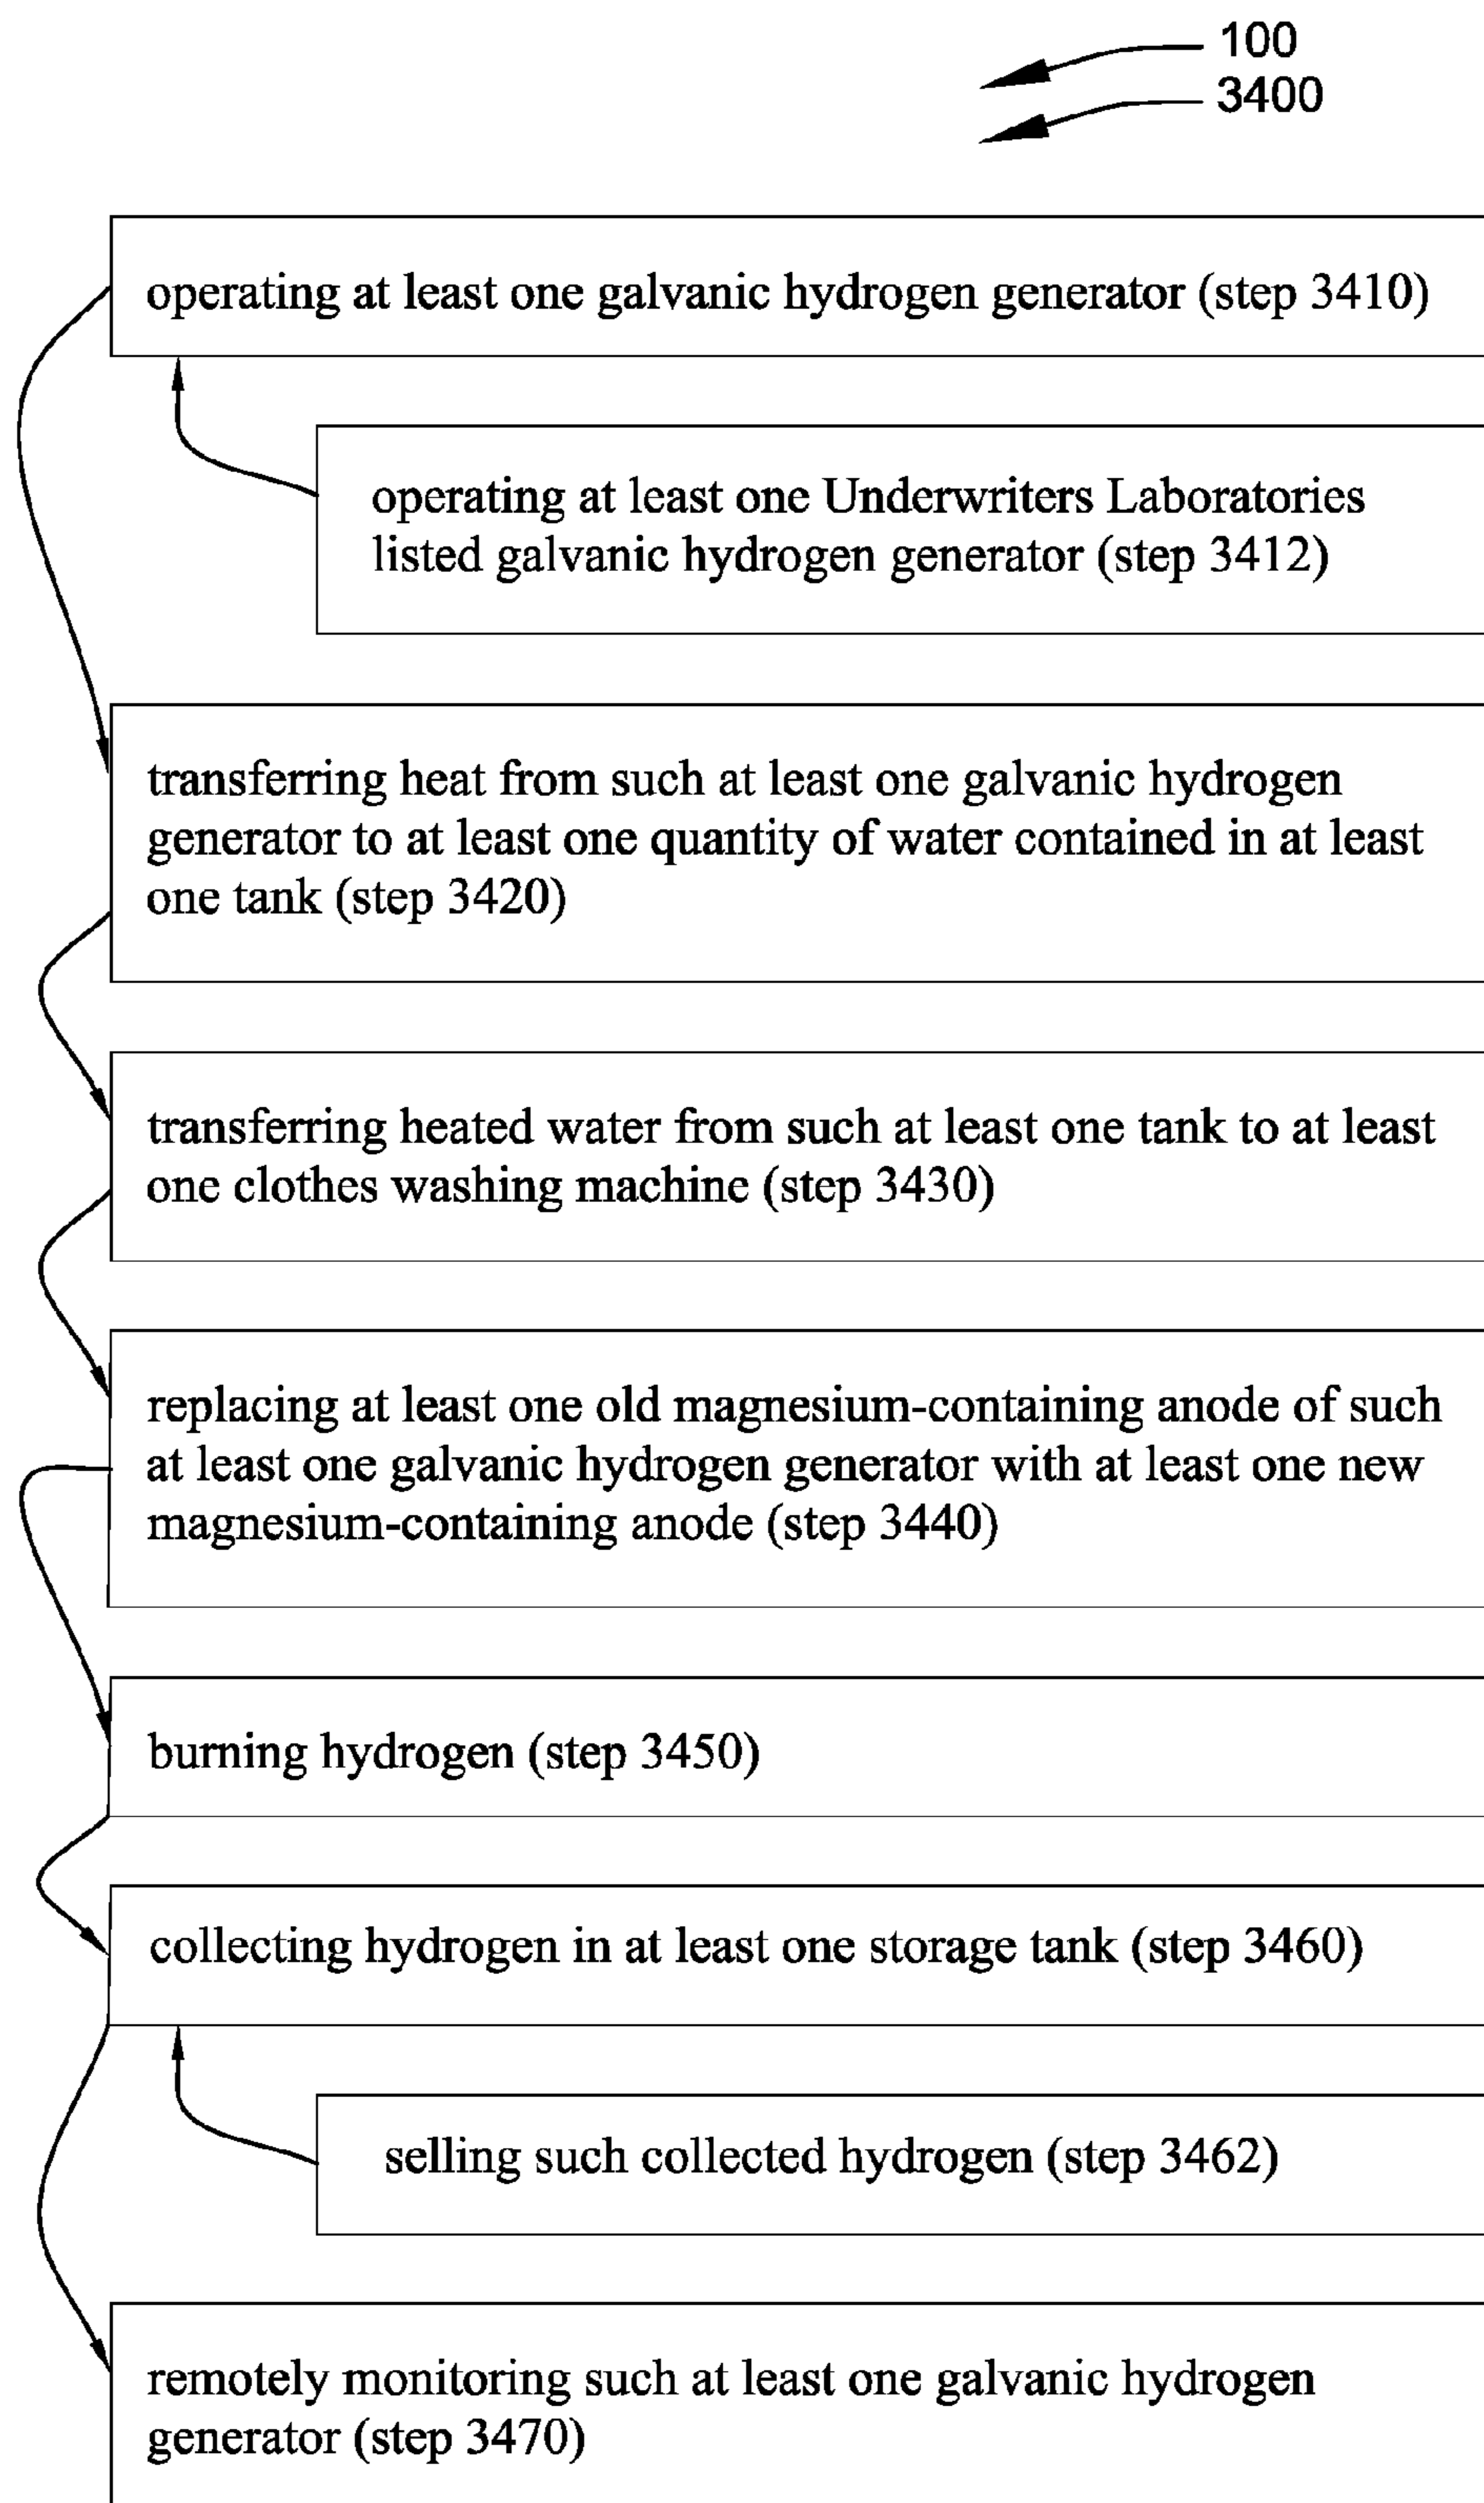 100
3400
operating at least one galvanic hydrogen generator (step 3410)
operating at least one Underwriters Laboratories
listed galvanic hydrogen generator (step 3412)
transferring heat from such at least one galvanic hydrogen
generator to at least one quantity of water contained in at least
one tank (step 3420)
transferring heated water from such at least one tank to at least
one clothes washing machine (step 3430)
replacing at least one old magnesium-containing anode of such
at least one galvanic hydrogen generator with at least one new
magnesium-containing anode (step 3440)
burning hydrogen (step 3450)
collecting hydrogen in at least one storage tank (step 3460)
selling such collected hydrogen (step 3462)
remotely monitoring such at least one galvanic hydrogen
generator (step 3470)